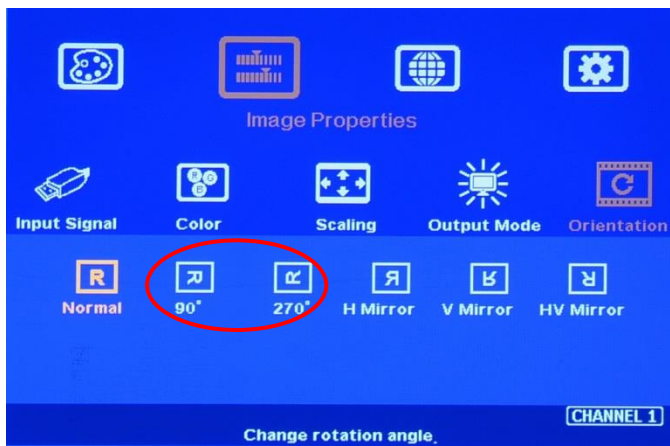 Image Properties
R G B
Input Signal Color Scaling Output Mode Orientation
R R R R R R
Normal 90° 270° H Mirror V Mirror HV Mirror
CHANNEL 1
Change rotation angle.